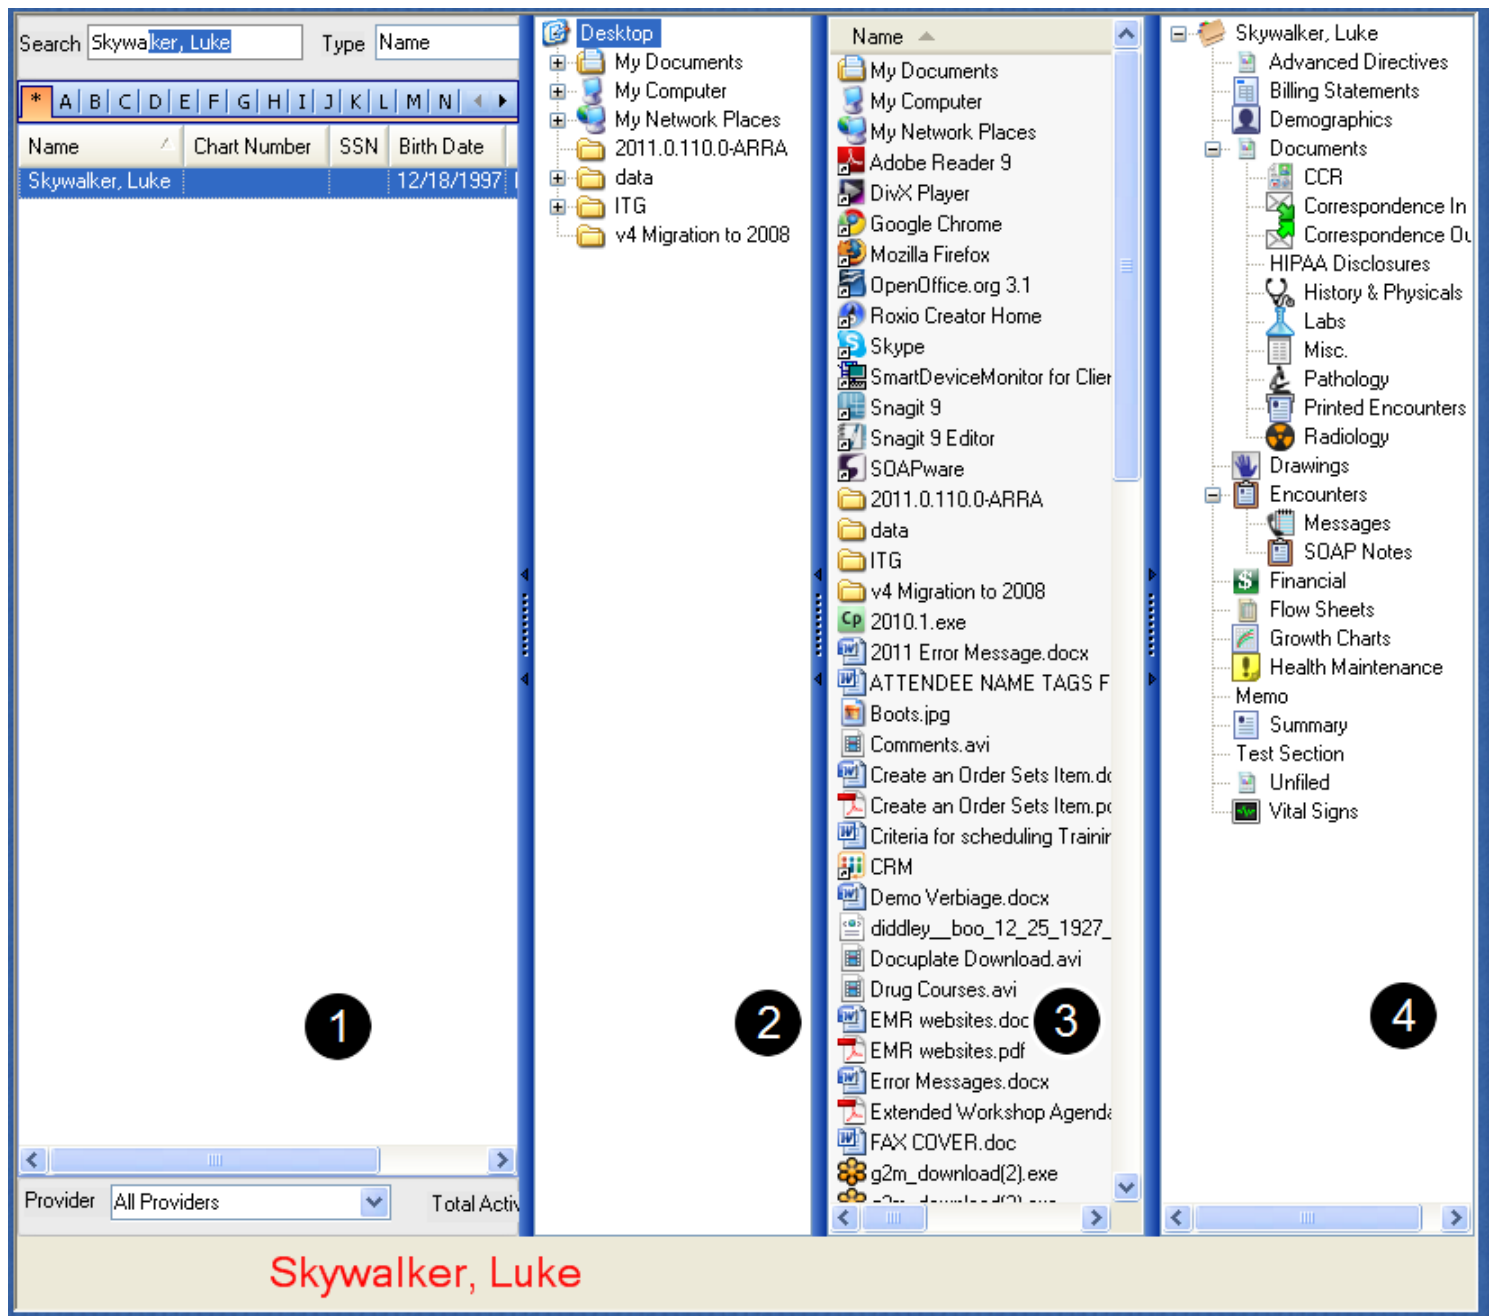 Search Skywalker, Luke Type Name
* A B C D E F G H I J K L M N
Name Chart Number SSN Birth Date
Skywalker, Luke 12/18/1997
1
Provider All Providers Total Activ
Desktop
My Documents
My Computer
My Network Places
2011.0.110.0-ARRA
data
ITG
v4 Migration to 2008
2
Name
My Documents
My Computer
My Network Places
Adobe Reader 9
DivX Player
Google Chrome
Mozilla Firefox
OpenOffice.org 3.1
Roxio Creator Home
Skype
SmartDeviceMonitor for Clier
Snagit 9
Snagit 9 Editor
SOAPware
2011.0.110.0-ARRA
data
ITG
v4 Migration to 2008
Cp 2010.1.exe
2011 Error Message.docx
ATTENDEE NAME TAGS F
Boots.jpg
Comments.avi
Create an Order Sets Item.do
Create an Order Sets Item.pd
Criteria for scheduling Trainin
CRM
Demo Verbiage.docx
diddley__boo_12_25_1927_
Docuplate Download.avi
Drug Courses.avi
EMR websites.doc
3
EMR websites.pdf
Error Messages.docx
Extended Workshop Agenda
FAX COVER.doc
g2m_download(2).exe
Skywalker, Luke
Advanced Directives
Billing Statements
Demographics
Documents
CCR
Correspondence In
Correspondence Ou
HIPAA Disclosures
History & Physicals
Labs
Misc.
Pathology
Printed Encounters
Radiology
Drawings
Encounters
Messages
SOAP Notes
Financial
Flow Sheets
Growth Charts
Health Maintenance
Memo
Summary
Test Section
Unfiled
Vital Signs
4
Skywalker, Luke